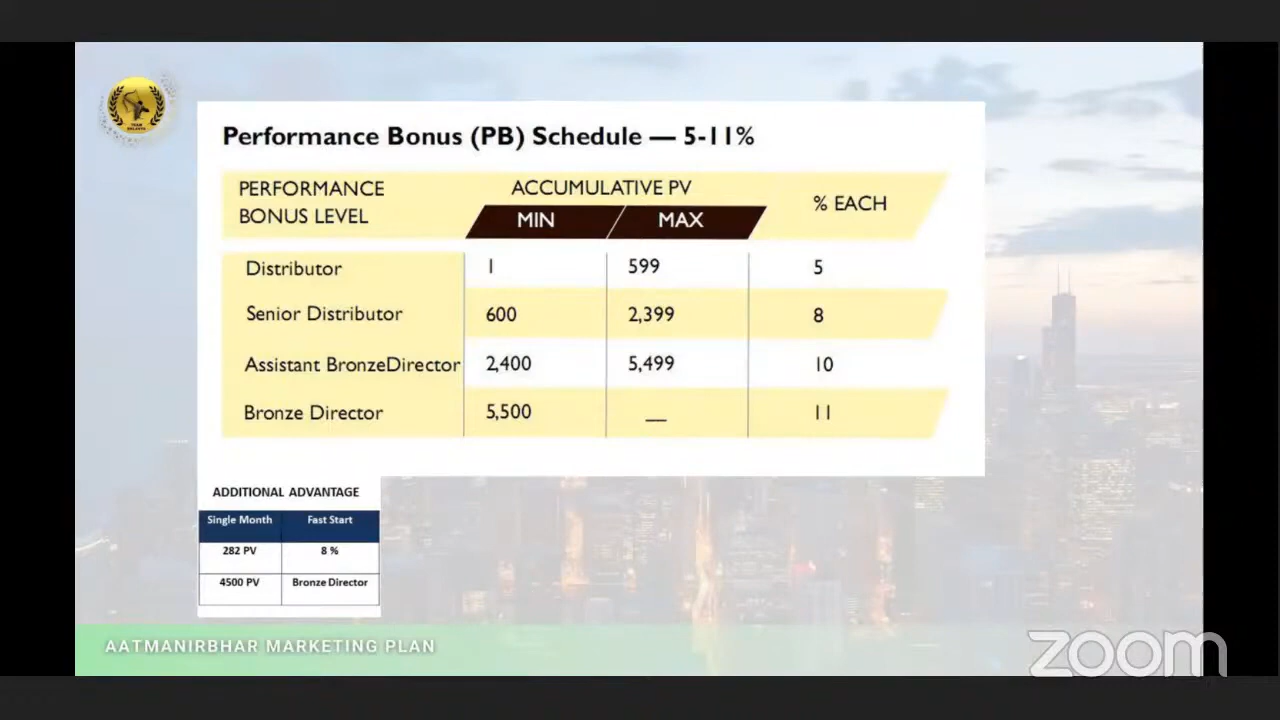 Performance Bonus (PB) Schedule — 5-11%
PERFORMANCE BONUS LEVEL
ACCUMULATIVE PV
% EACH
MIN MAX
Distributor 1 599 5
Senior Distributor 600 2,399 8
Assistant BronzeDirector 2,400 5,499 10
Bronze Director 5,500 __ 11
ADDITIONAL ADVANTAGE
Single Month Fast Start
282 PV 8 %
4500 PV Bronze Director
AATMANIRBHAR MARKETING PLAN
zoom